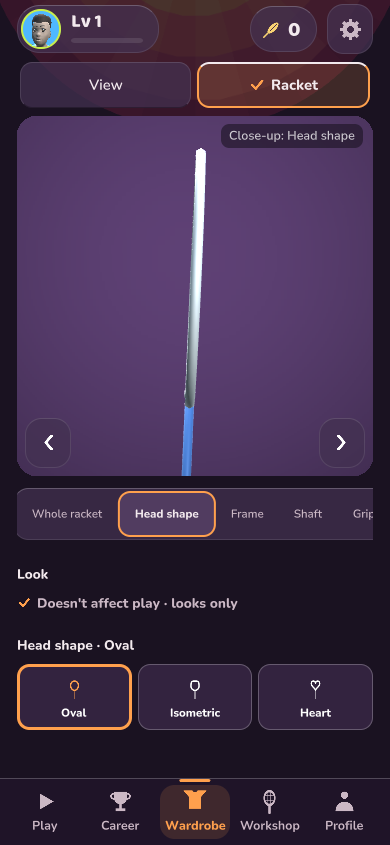 Lv 1
0
View
Racket
Close-up: Head shape
Whole racket
Head shape
Frame
Shaft
Grip
Look
Doesn't affect play · looks only
Head shape · Oval
Oval
Isometric
Heart
Play
Career
Wardrobe
Workshop
Profile